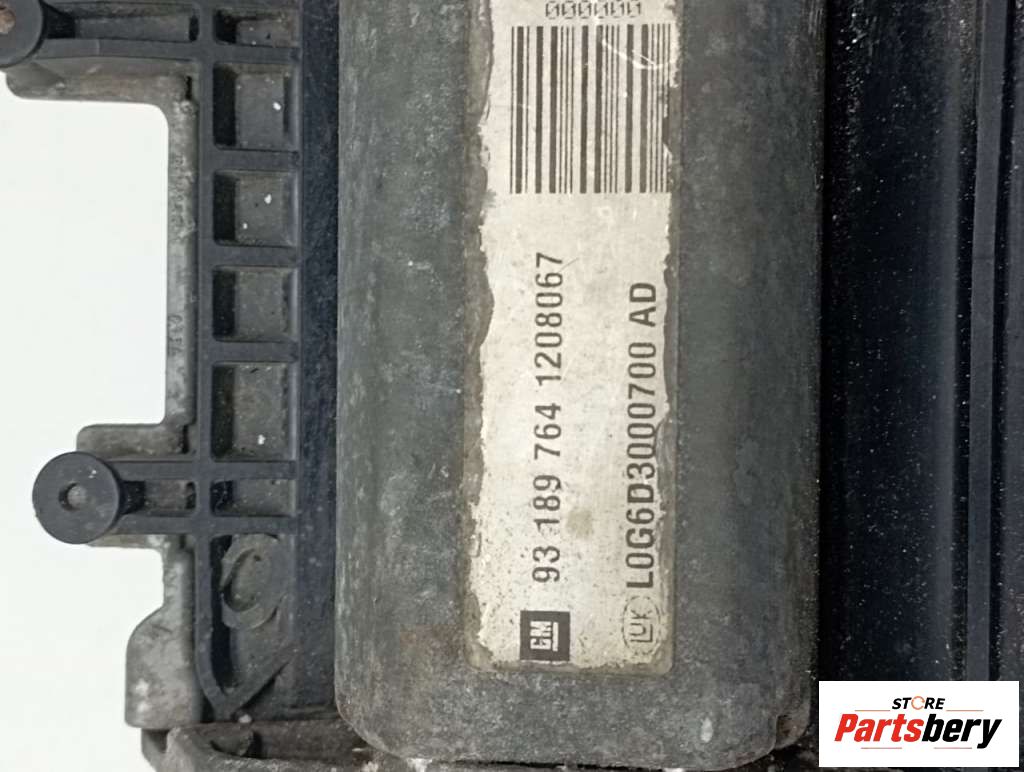 000000
GM
93 189 764 1208067
LUK
L0G6D3000700 AD
STORE
Partsbery